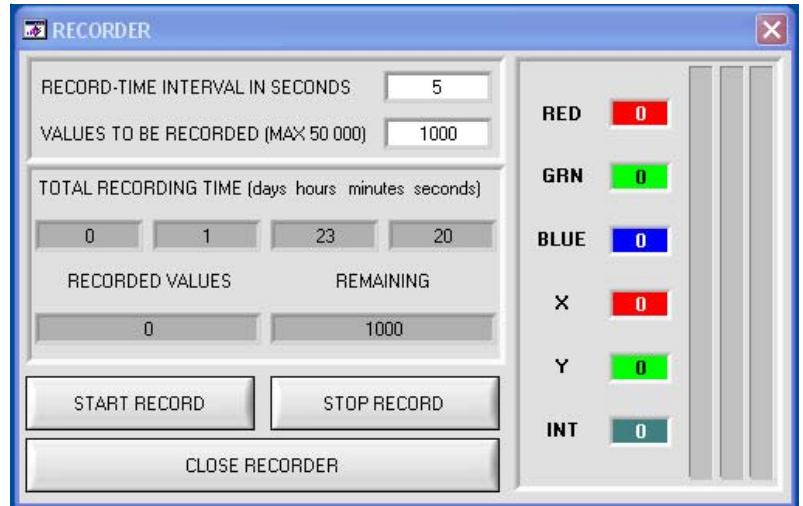 RECORDER
RECORD-TIME INTERVAL IN SECONDS 5
VALUES TO BE RECORDED (MAX 50 000) 1000
TOTAL RECORDING TIME (days hours minutes seconds)
0 1 23 20
RECORDED VALUES REMAINING
0 1000
START RECORD STOP RECORD
CLOSE RECORDER
RED 0
GRN 0
BLUE 0
X 0
Y 0
INT 0